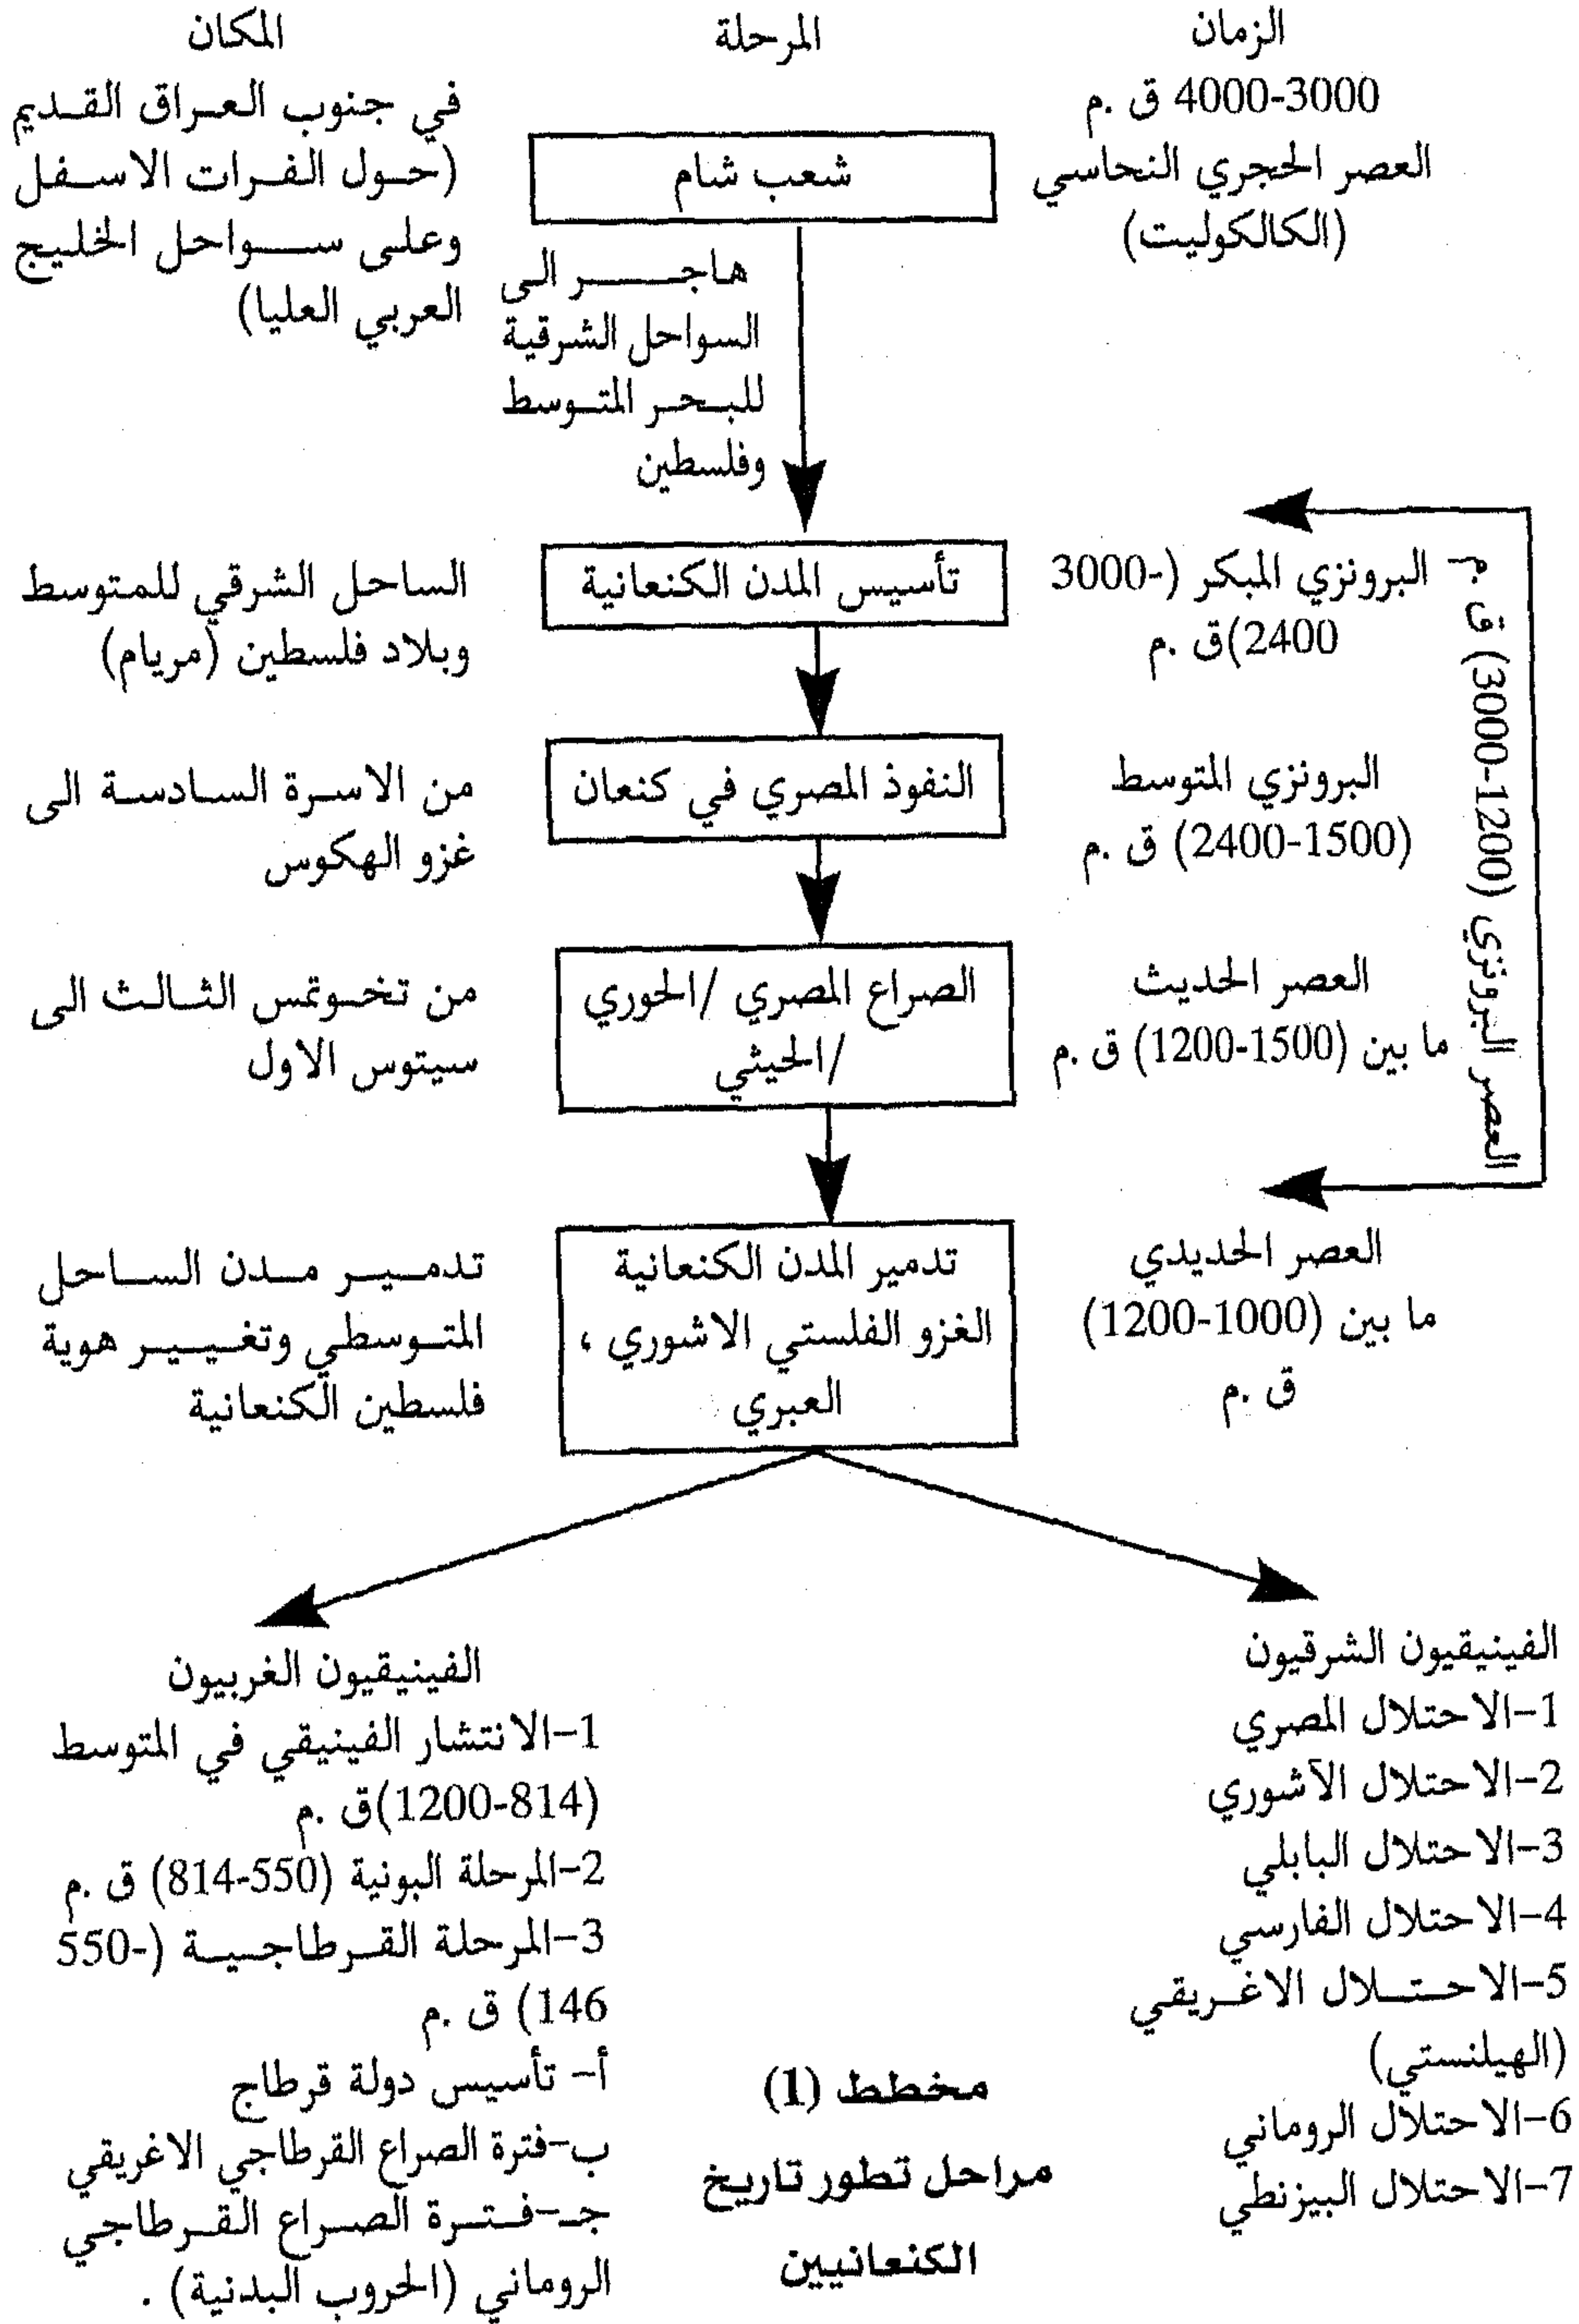 الزمان
4000-3000 ق .م
العصر الحجري النحاسي
(الكالكوليت)
المرحلة
شعب شام
هاجر الى
السواحل الشرقية
للبحر المتوسط
وفلسطين
المكان
في جنوب العراق القديم
(حول الفرات الاسفل
وعلى سواحل الخليج
العربي العليا)
العصر البرونزي (3000-1200) ق .م
البرونزي المبكر (-3000
2400)ق .م
تأسيس المدن الكنعانية
الساحل الشرقي للمتوسط
وبلاد فلسطين (مريام)
البرونزي المتوسط
(2400-1500) ق .م
النفوذ المصري في كنعان
من الاسرة السادسة الى
غزو الهكوس
العصر الحديث
ما بين (1500-1200) ق .م
الصراع المصري /الحوري
/الحيثي
من تخوتمس الثالث الى
سيتوس الاول
العصر الحديدي
ما بين (1000-1200)
ق .م
تدمير المدن الكنعانية
الغزو الفلستي الاشوري ،
العبري
تدمير مدن الساحل
المتوسطي وتغيير هوية
فلسطين الكنعانية
الفينيقيون الشرقيون
1-الاحتلال المصري
2-الاحتلال الآشوري
3-الاحتلال البابلي
4-الاحتلال الفارسي
5-الاحتلال الاغريقي
(الهيلنستي)
6-الاحتلال الروماني
7-الاحتلال البيزنطي
الفينيقيون الغربيون
1-الانتشار الفينيقي في المتوسط
(1200-814)ق .م
2-المرحلة البونية (814-550) ق .م
3-المرحلة القرطاجية (-550
146) ق .م
أ- تأسيس دولة قرطاج
ب-فترة الصراع القرطاجي الاغريقي
جـ-فترة الصراع القرطاجي
الروماني (الحروب البدنية) .
مخطط (1)
مراحل تطور تاريخ
الكنعانيين